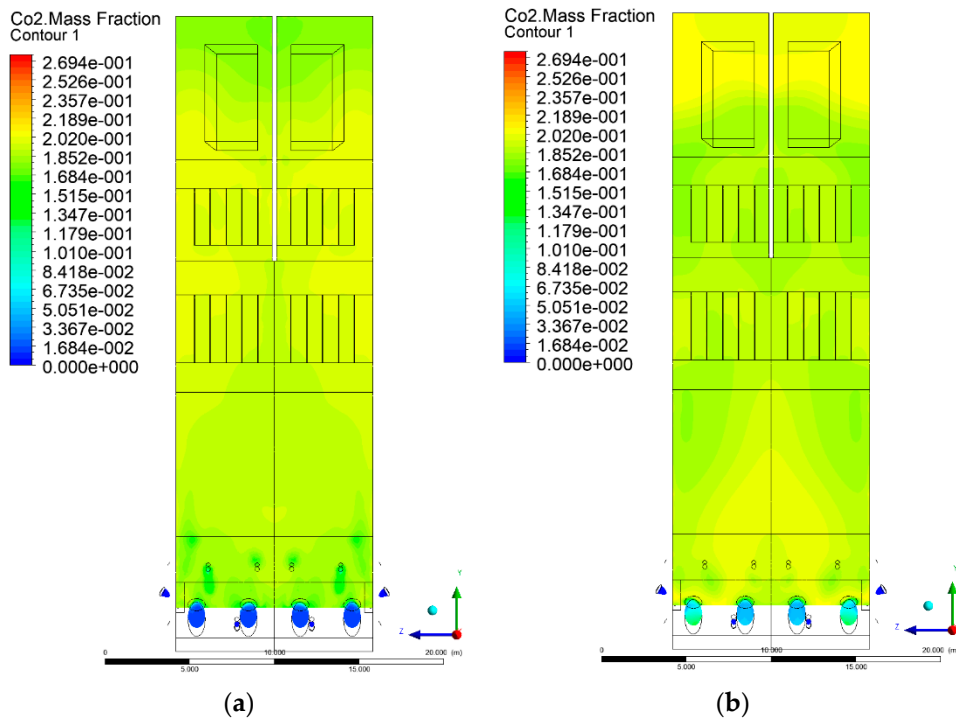 Co2.Mass Fraction
Contour 1
2.694e-001
2.526e-001
2.357e-001
2.189e-001
2.020e-001
1.852e-001
1.684e-001
1.515e-001
1.347e-001
1.179e-001
1.010e-001
8.418e-002
6.735e-002
5.051e-002
3.367e-002
1.684e-002
0.000e+000
Y
Z
0 10.000 20.000 (m)
5.000 15.000
(a)
Co2.Mass Fraction
Contour 1
2.694e-001
2.526e-001
2.357e-001
2.189e-001
2.020e-001
1.852e-001
1.684e-001
1.515e-001
1.347e-001
1.179e-001
1.010e-001
8.418e-002
6.735e-002
5.051e-002
3.367e-002
1.684e-002
0.000e+000
Y
Z
0 10.000 20.000 (m)
5.000 15.000
(b)